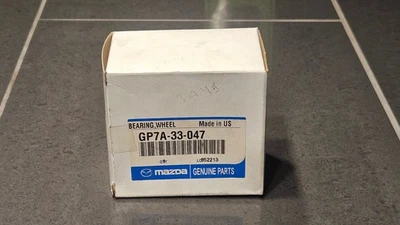 BEARING,WHEEL Made in US
GP7A-33-047
mazda GENUINE PARTS